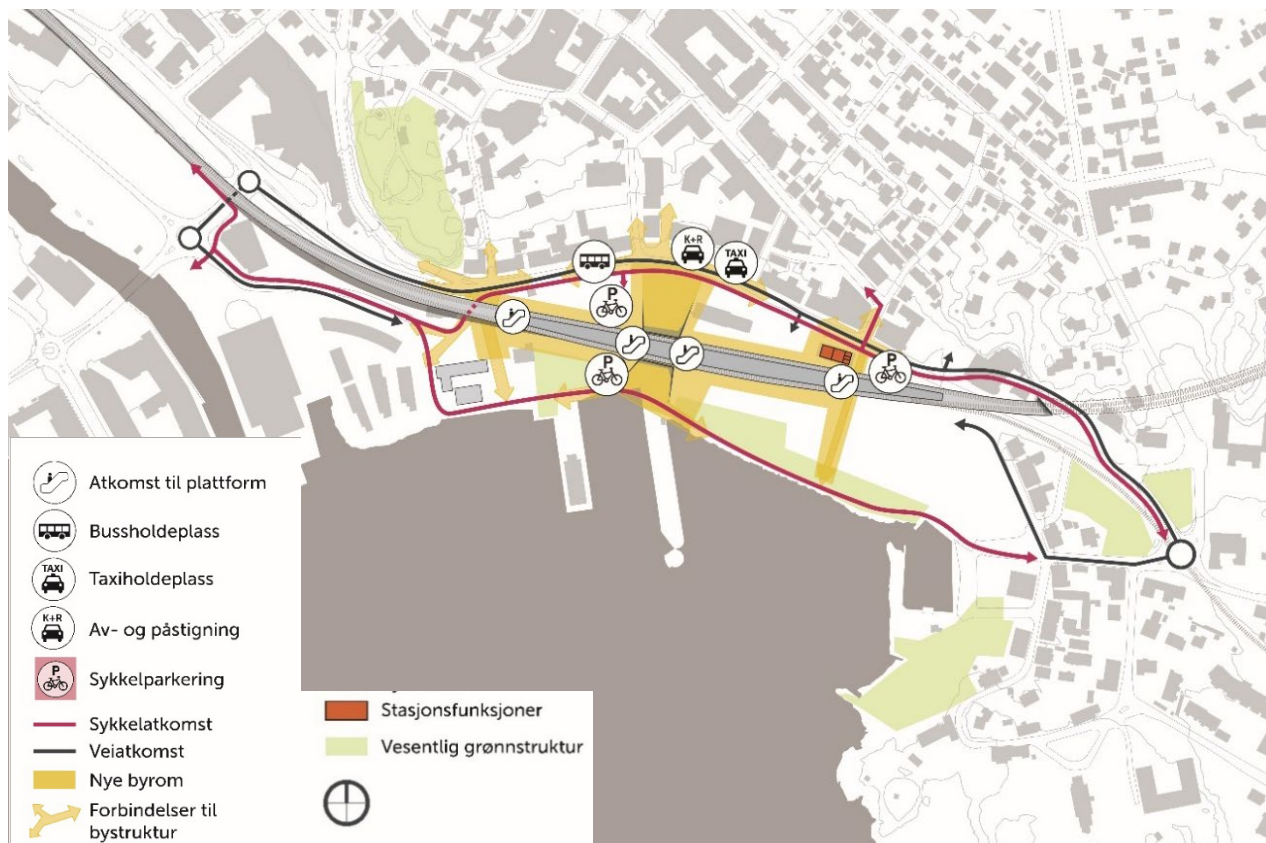 K+R
TAXI
P
P
P
Atkomst til plattform
Bussholdeplass
TAXI
Taxiholdeplass
K+R
Av- og påstigning
P
Sykkelparkering
Sykkelatkomst
Veiatkomst
Nye byrom
Forbindelser til
bystruktur
Stasjonsfunksjoner
Vesentlig grønnstruktur